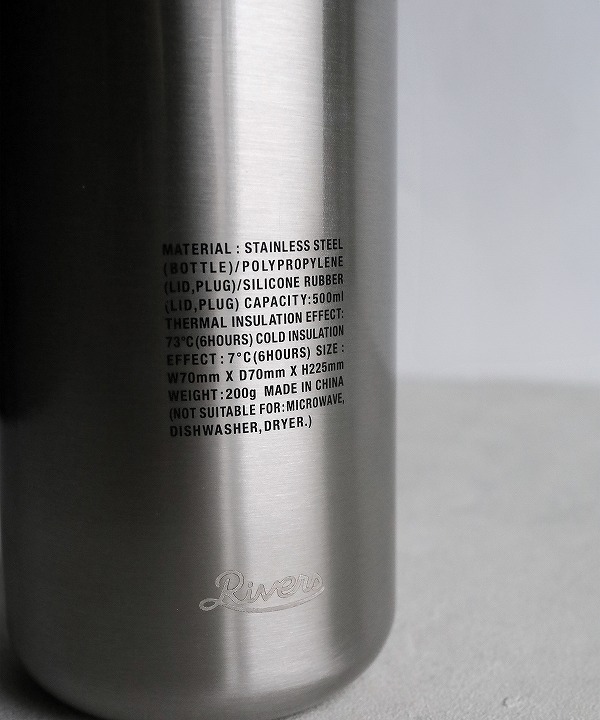 MATERIAL : STAINLESS STEEL
(BOTTLE)/POLYPROPYLENE
(LID,PLUG)/SILICONE RUBBER
(LID,PLUG) CAPACITY:500ml
THERMAL INSULATION EFFECT:
73°C(6HOURS) COLD INSULATION
EFFECT : 7°C(6HOURS) SIZE :
W70mm X D70mm X H225mm
WEIGHT:200g MADE IN CHINA
(NOT SUITABLE FOR:MICROWAVE,
DISHWASHER,DRYER.)
Rivers